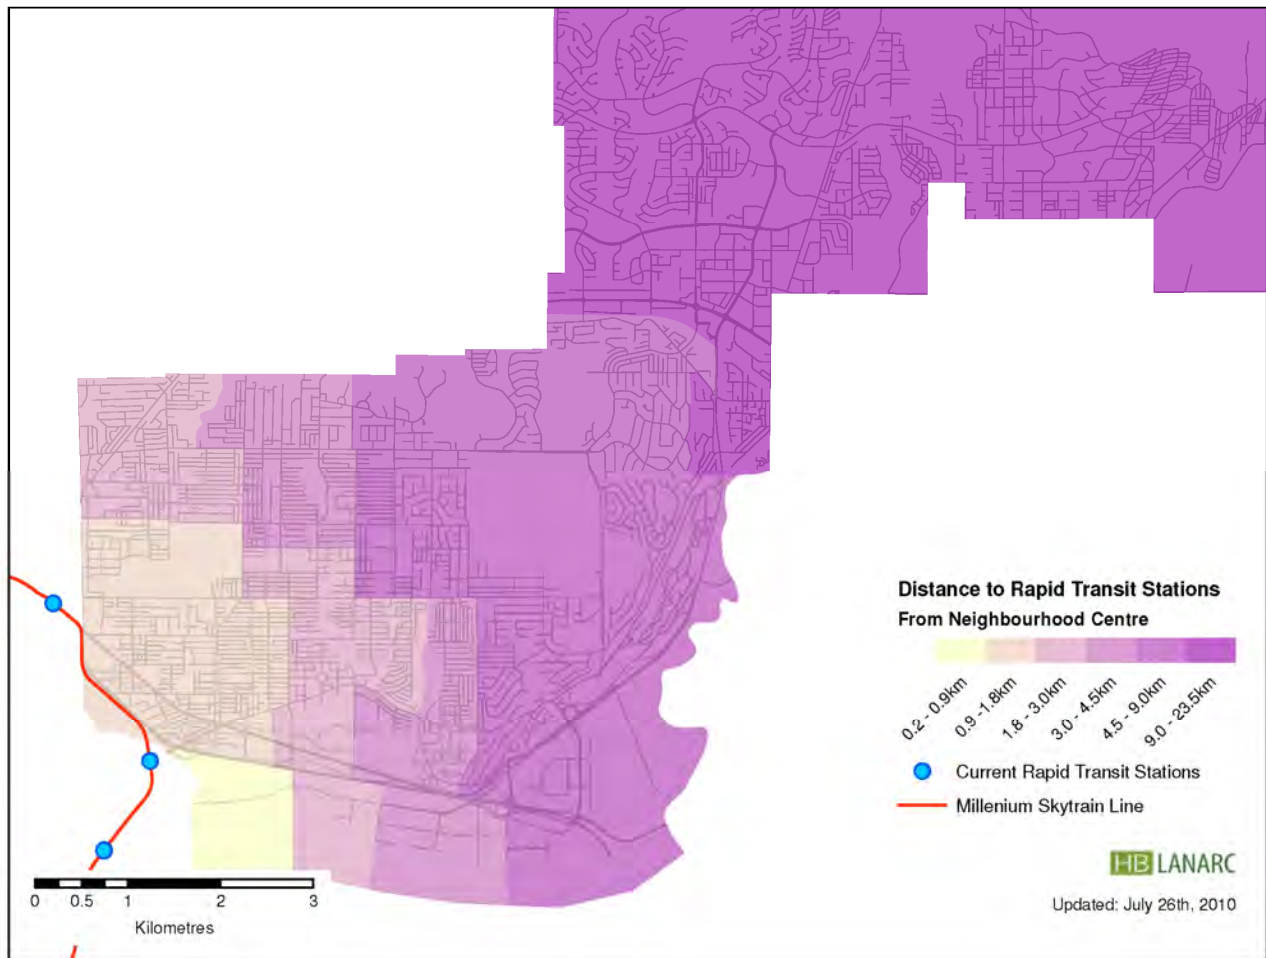 Distance to Rapid Transit Stations
From Neighbourhood Centre
0.2 - 0.9km
0.9 -1.8km
1.8 - 3.0km
3.0 - 4.5km
4.5 - 9.0km
9.0 - 23.5km
Current Rapid Transit Stations
Millenium Skytrain Line
HB LANARC
Updated: July 26th, 2010
0 0.5 1 2 3
Kilometres